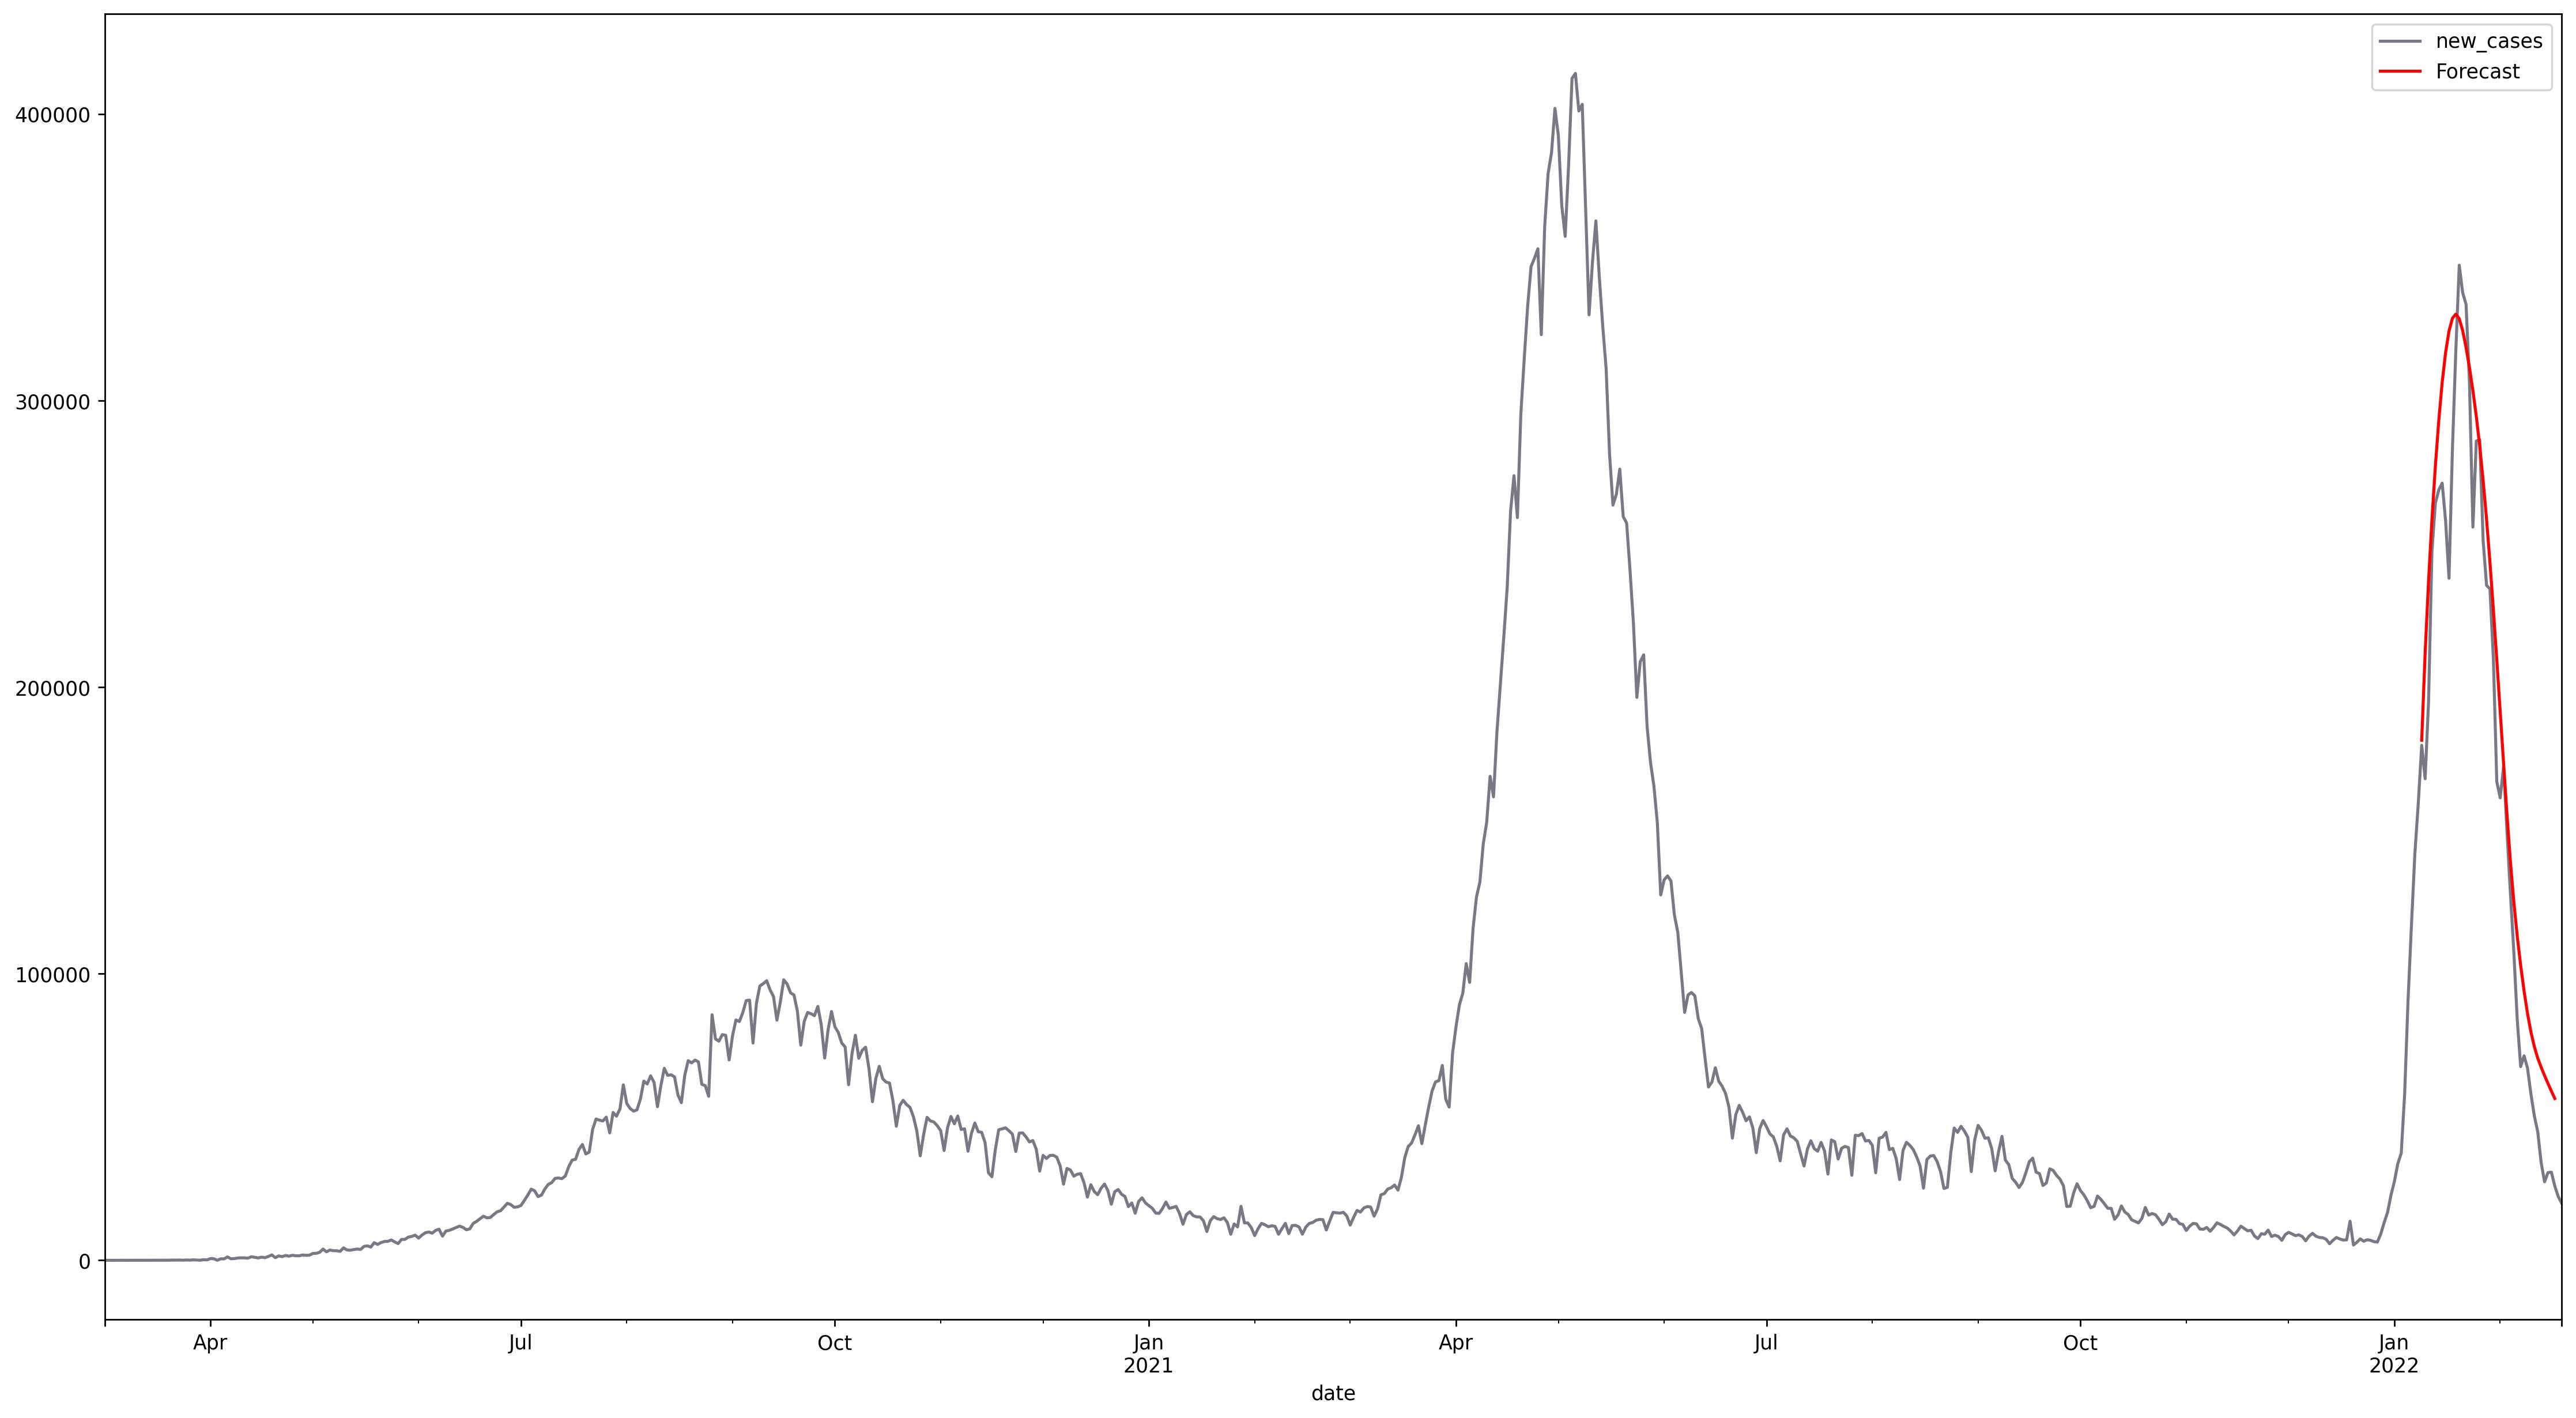 new_cases
Forecast
400000
300000
200000
100000
0
Apr Jul Oct Jan Apr Jul Oct Jan
2021 2022
date